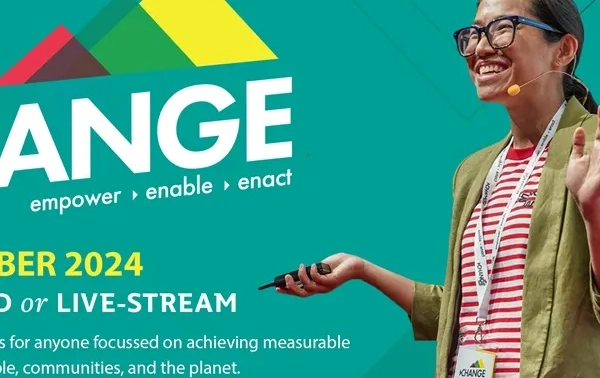 ANGE
empower › enable › enact
BER 2024
D or LIVE-STREAM
s for anyone focussed on achieving measurable
ple, communities, and the planet.
CHANGE